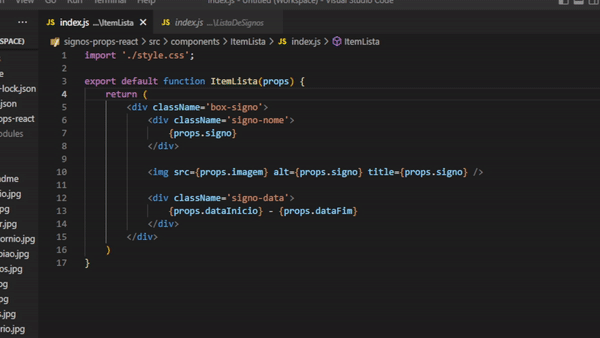 Run Terminal Help index.js - Untitled (Workspace) - Visual Studio Code
... JS index.js ...\ItemLista × JS index.js ...\ListaDeSignos
SPACE)
signos-props-react > src > components > ItemLista > JS index.js > ItemLista
1 import './style.css';
2
3 export default function ItemLista(props) {
4 return (
5 <div className='box-signo'>
6 <div className='signo-nome'>
7 {props.signo}
8 </div>
9
10 <img src={props.imagem} alt={props.signo} title={props.signo} />
11
12 <div className='signo-data'>
13 {props.dataInicio} - {props.dataFim}
14 </div>
15 </div>
16 )
17 }
e
-lock.json
.json
ops-react
odules
dme
io.jpg
jpg
r.jpg
cornio.jpg
piao.jpg
os.jpg
pg
pg
s.jpg
rio.jpg